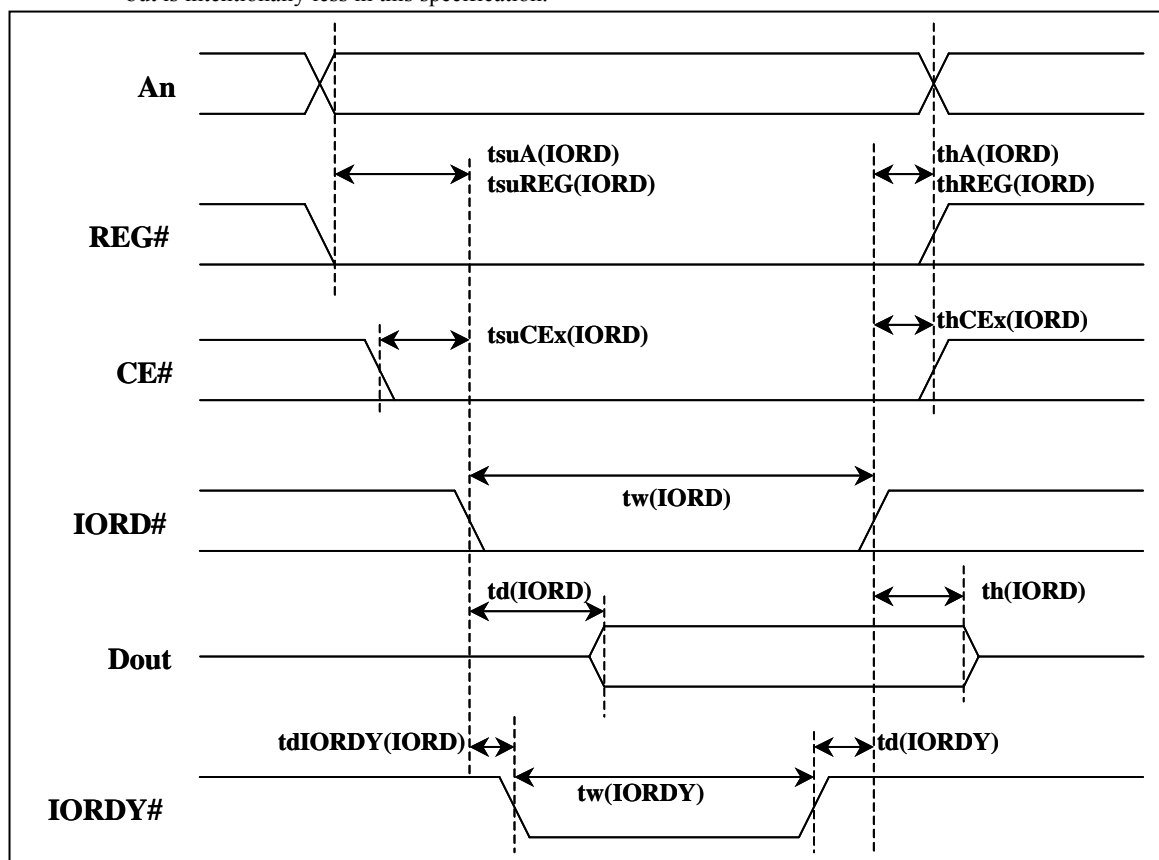 but is intentionally less in this specification.
An
tsuA(IORD)
tsuREG(IORD)
thA(IORD)
thREG(IORD)
REG#
tsuCEx(IORD)
thCEx(IORD)
CE#
tw(IORD)
IORD#
td(IORD)
th(IORD)
Dout
tdIORDY(IORD)
td(IORDY)
tw(IORDY)
IORDY#